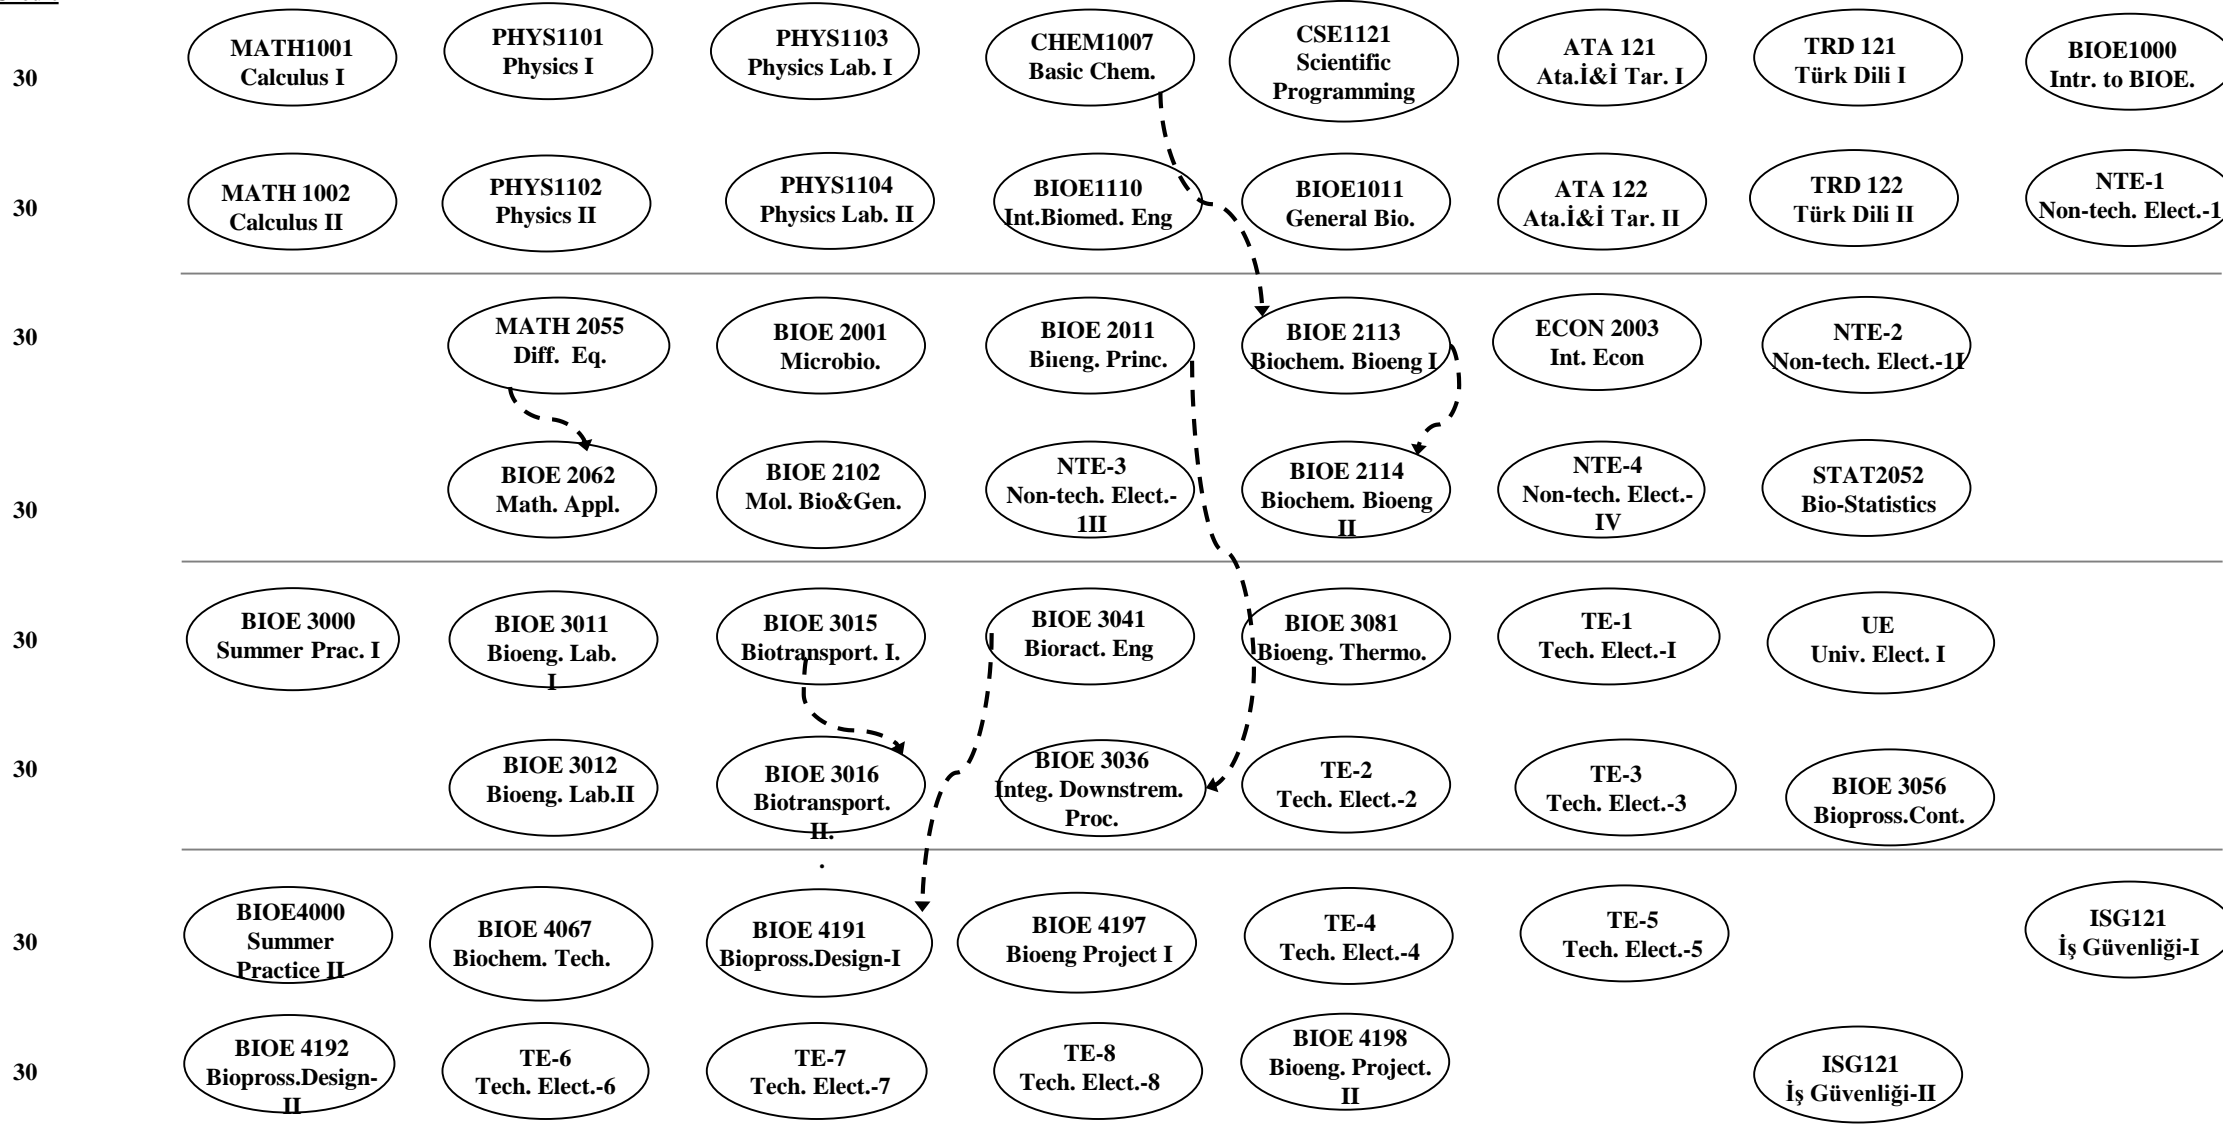 30
MATH1001
Calculus I
PHYS1101
Physics I
PHYS1103
Physics Lab. I
CHEM1007
Basic Chem.
CSE1121
Scientific
Programming
ATA 121
Ata.İ&İ Tar. I
TRD 121
Türk Dili I
BIOE1000
Intr. to BIOE.
30
MATH 1002
Calculus II
PHYS1102
Physics II
PHYS1104
Physics Lab. II
BIOE1110
Int.Biomed. Eng
BIOE1011
General Bio.
ATA 122
Ata.İ&İ Tar. II
TRD 122
Türk Dili II
NTE-1
Non-tech. Elect.-1
30
MATH 2055
Diff. Eq.
BIOE 2001
Microbio.
BIOE 2011
Biıeng. Princ.
BIOE 2113
Biochem. Bioeng I
ECON 2003
Int. Econ
NTE-2
Non-tech. Elect.-1I
30
BIOE 2062
Math. Appl.
BIOE 2102
Mol. Bio&Gen.
NTE-3
Non-tech. Elect.-
1II
BIOE 2114
Biochem. Bioeng
II
NTE-4
Non-tech. Elect.-
IV
STAT2052
Bio-Statistics
30
BIOE 3000
Summer Prac. I
BIOE 3011
Bioeng. Lab.
I
BIOE 3015
Biotransport. I.
BIOE 3041
Bioract. Eng
BIOE 3081
Bioeng. Thermo.
TE-1
Tech. Elect.-I
UE
Univ. Elect. I
30
BIOE 3012
Bioeng. Lab.II
BIOE 3016
Biotransport.
II.
.
BIOE 3036
Integ. Downstrem.
Proc.
TE-2
Tech. Elect.-2
TE-3
Tech. Elect.-3
BIOE 3056
Biopross.Cont.
30
BIOE4000
Summer
Practice II
BIOE 4067
Biochem. Tech.
BIOE 4191
Biopross.Design-I
BIOE 4197
Bioeng Project I
TE-4
Tech. Elect.-4
TE-5
Tech. Elect.-5
ISG121
İş Güvenliği-I
30
BIOE 4192
Biopross.Design-
II
TE-6
Tech. Elect.-6
TE-7
Tech. Elect.-7
TE-8
Tech. Elect.-8
BIOE 4198
Bioeng. Project.
II
ISG121
İş Güvenliği-II